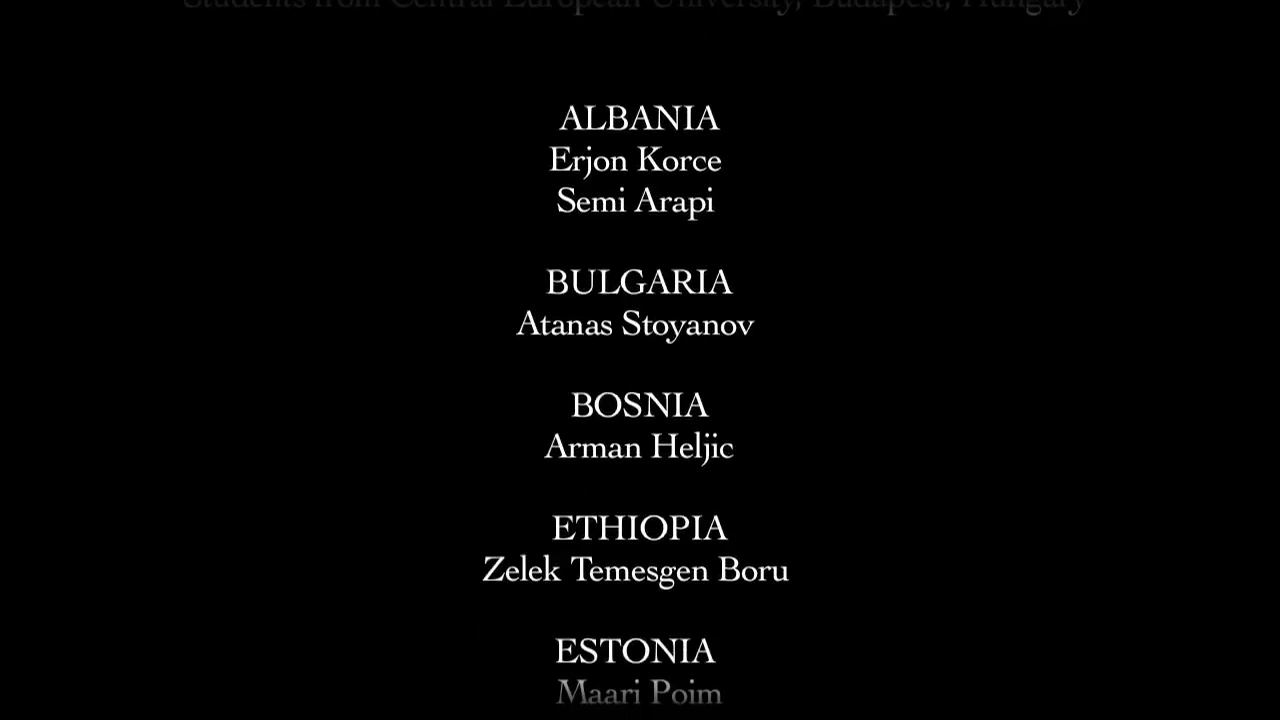 Students from Central European University, Budapest, Hungary
ALBANIA
Erjon Korce
Semi Arapi
BULGARIA
Atanas Stoyanov
BOSNIA
Arman Heljic
ETHIOPIA
Zelek Temesgen Boru
ESTONIA
Maari Poim